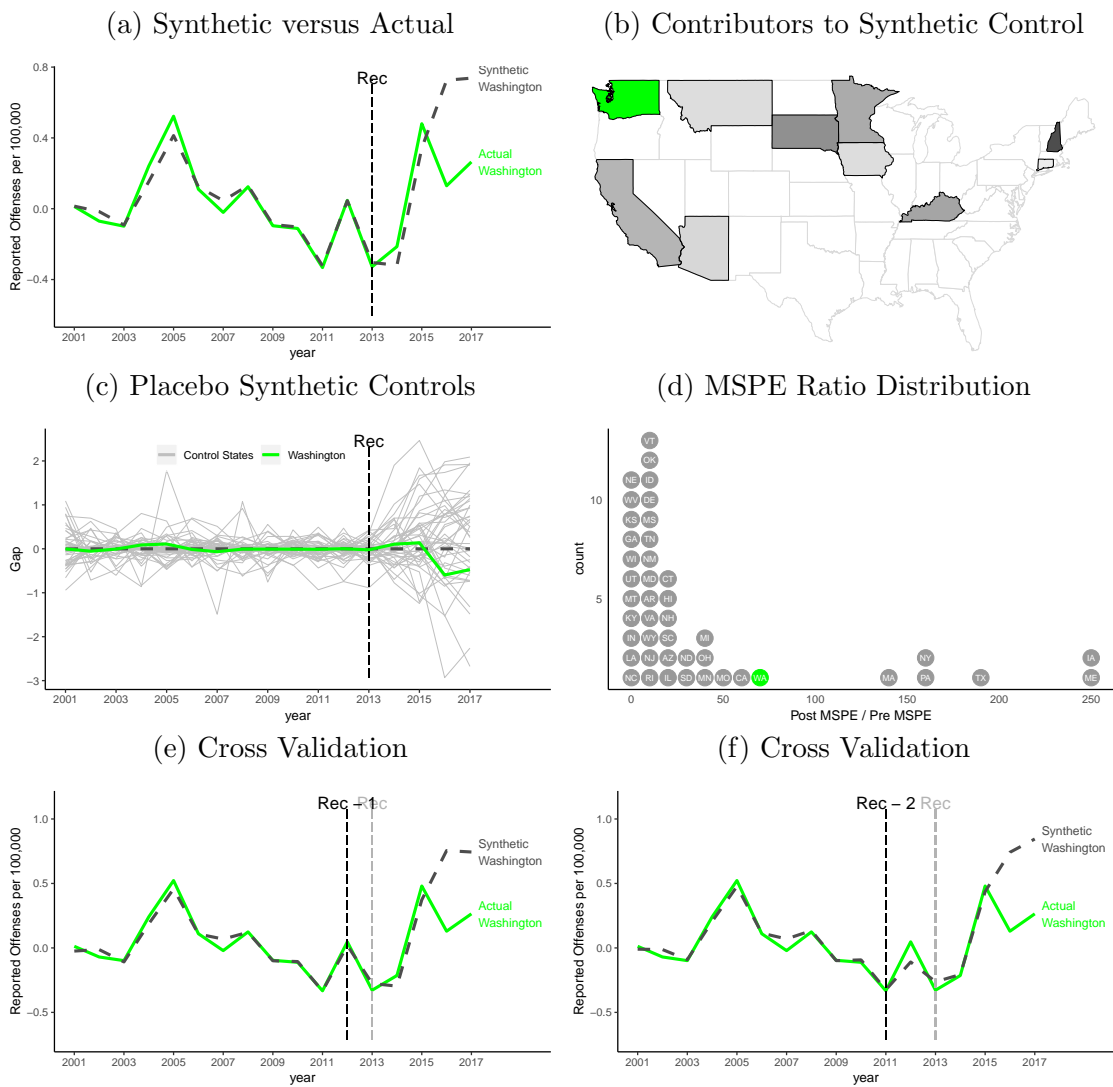 (a) Synthetic versus Actual
0.8
0.4
0.0
−0.4
Reported Offenses per 100,000
Rec
Synthetic
Washington
Actual
Washington
2001 2003 2005 2007 2009 2011 2013 2015 2017
year
(b) Contributors to Synthetic Control
(c) Placebo Synthetic Controls
2
1
0
−1
−2
−3
Gap
Control States Washington
Rec
2001 2003 2005 2007 2009 2011 2013 2015 2017
year
(d) MSPE Ratio Distribution
10
5
count
VT
OK
NE ID
WV DE
KS MS
GA TN
WI NM
UT MD CT
MT AR HI
KY VA NH
IN WY SC MI
LA NJ AZ ND OH NY IA
NC RI IL SD MN MO CA WA MA PA TX ME
0 50 100 150 200 250
Post MSPE / Pre MSPE
(e) Cross Validation
1.0
0.5
0.0
−0.5
Reported Offenses per 100,000
Rec − 1 Rec
Synthetic
Washington
Actual
Washington
2001 2003 2005 2007 2009 2011 2013 2015 2017
year
(f) Cross Validation
1.0
0.5
0.0
−0.5
Reported Offenses per 100,000
Rec − 2 Rec
Synthetic
Washington
Actual
Washington
2001 2003 2005 2007 2009 2011 2013 2015 2017
year